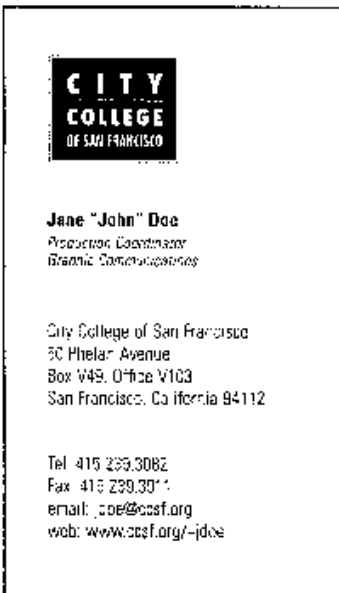 CITY
COLLEGE
OF SAN FRANCISCO
Jane "John" Doe
Production Coordinator
Graphic Communications
City College of San Francisco
50 Phelan Avenue
Box V49, Office V103
San Francisco, California 94112
Tel: 415 239.3082
Fax: 415 239.3911
email: jdoe@ccsf.org
web: www.ccsf.org/~jdoe